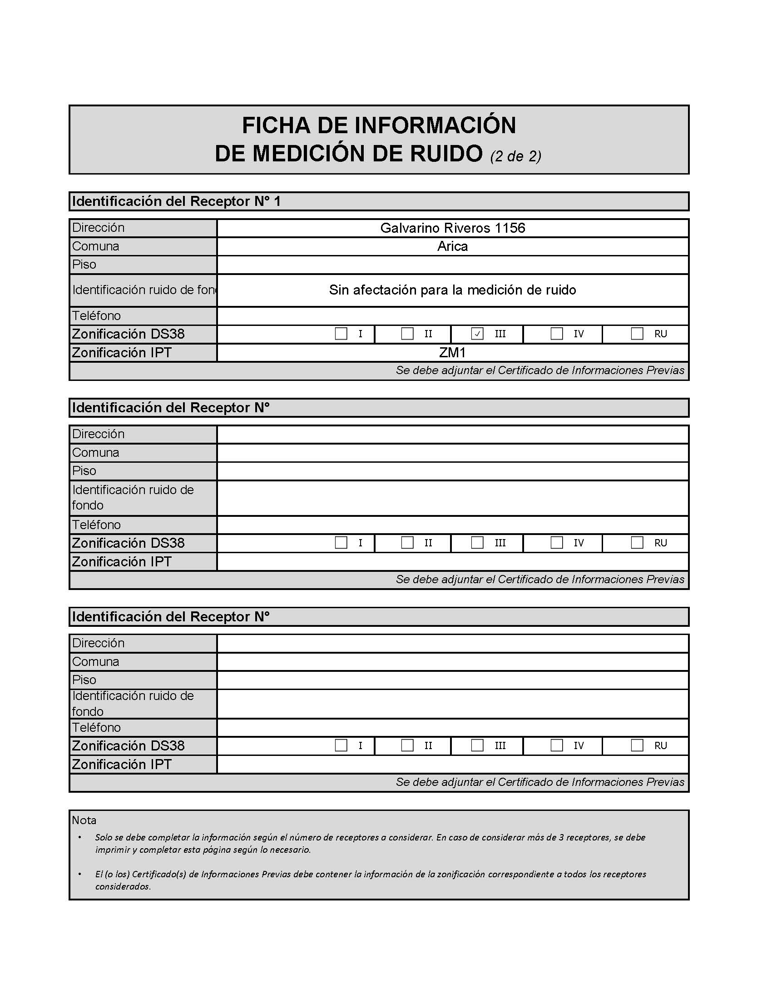 FICHA DE INFORMACIÓN
DE MEDICIÓN DE RUIDO (2 de 2)
Identificación del Receptor N° 1
Dirección Galvarino Riveros 1156
Comuna Arica
Piso
Identificación ruido de fon Sin afectación para la medición de ruido
Teléfono
Zonificación DS38 ☐ I ☐ II ☑ III ☐ IV ☐ RU
Zonificación IPT ZM1
Se debe adjuntar el Certificado de Informaciones Previas
Identificación del Receptor N°
Dirección
Comuna
Piso
Identificación ruido de
fondo
Teléfono
Zonificación DS38 ☐ I ☐ II ☐ III ☐ IV ☐ RU
Zonificación IPT
Se debe adjuntar el Certificado de Informaciones Previas
Identificación del Receptor N°
Dirección
Comuna
Piso
Identificación ruido de
fondo
Teléfono
Zonificación DS38 ☐ I ☐ II ☐ III ☐ IV ☐ RU
Zonificación IPT
Se debe adjuntar el Certificado de Informaciones Previas
Nota
• Solo se debe completar la información según el número de receptores a considerar. En caso de considerar más de 3 receptores, se debe
imprimir y completar esta página según lo necesario.
• El (o los) Certificado(s) de Informaciones Previas debe contener la información de la zonificación correspondiente a todos los receptores
considerados.